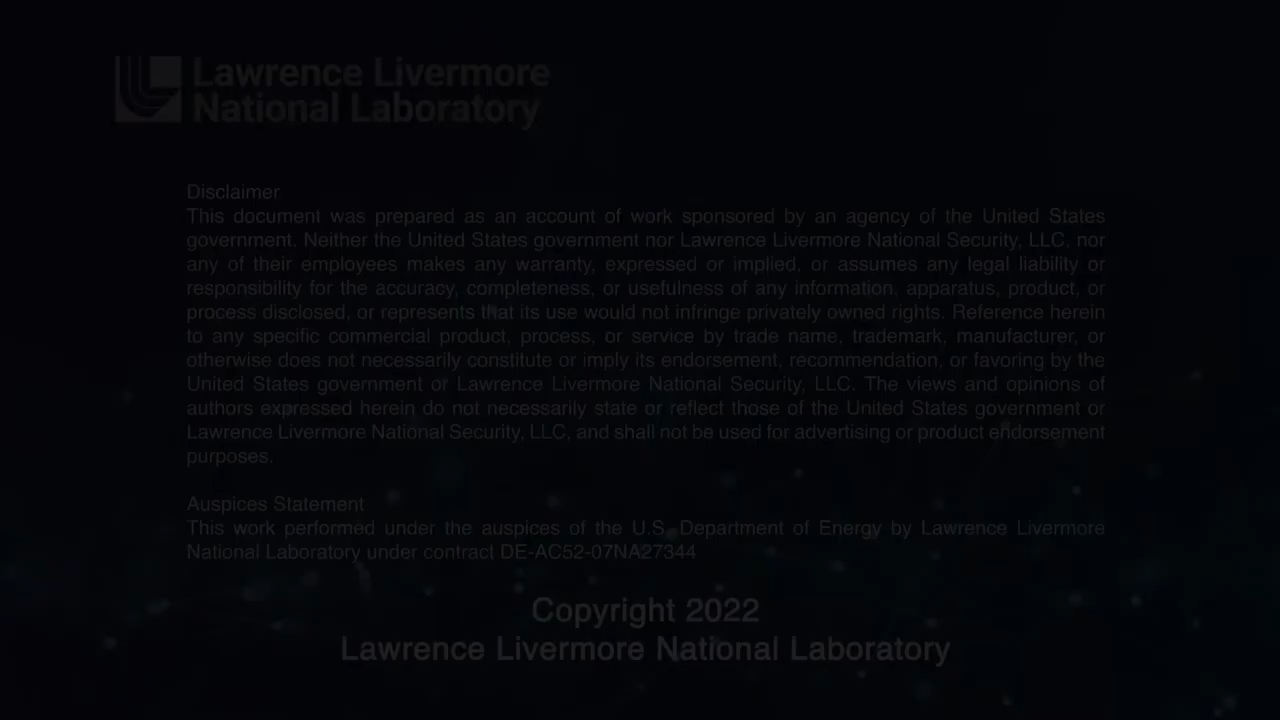 Lawrence Livermore
National Laboratory
Disclaimer
This document was prepared as an account of work sponsored by an agency of the United States
government. Neither the United States government nor Lawrence Livermore National Security, LLC, nor
any of their employees makes any warranty, expressed or implied, or assumes any legal liability or
responsibility for the accuracy, completeness, or usefulness of any information, apparatus, product, or
process disclosed, or represents that its use would not infringe privately owned rights. Reference herein
to any specific commercial product, process, or service by trade name, trademark, manufacturer, or
otherwise does not necessarily constitute or imply its endorsement, recommendation, or favoring by the
United States government or Lawrence Livermore National Security, LLC. The views and opinions of
authors expressed herein do not necessarily state or reflect those of the United States government or
Lawrence Livermore National Security, LLC, and shall not be used for advertising or product endorsement
purposes.
Auspices Statement
This work performed under the auspices of the U.S. Department of Energy by Lawrence Livermore
National Laboratory under contract DE-AC52-07NA27344
Copyright 2022
Lawrence Livermore National Laboratory